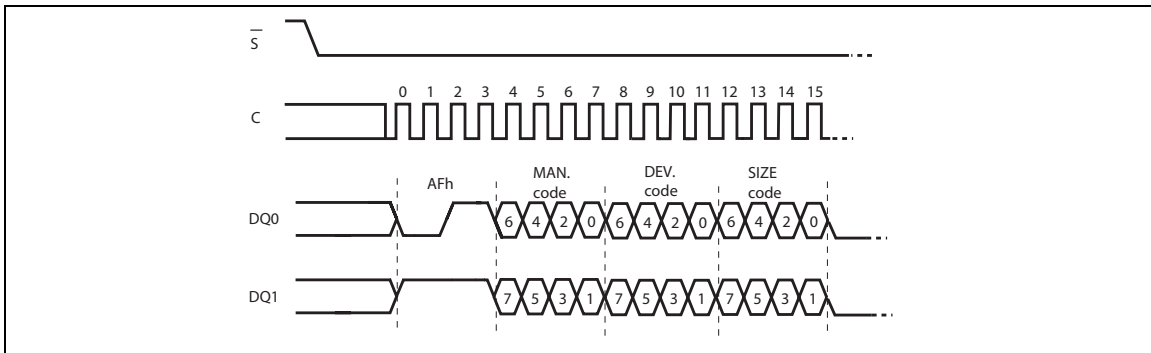 S
0 1 2 3 4 5 6 7 8 9 10 11 12 13 14 15
C
AFh
MAN. code
DEV. code
SIZE code
DQ0
6 4 2 0 6 4 2 0 6 4 2 0
DQ1
7 5 3 1 7 5 3 1 7 5 3 1